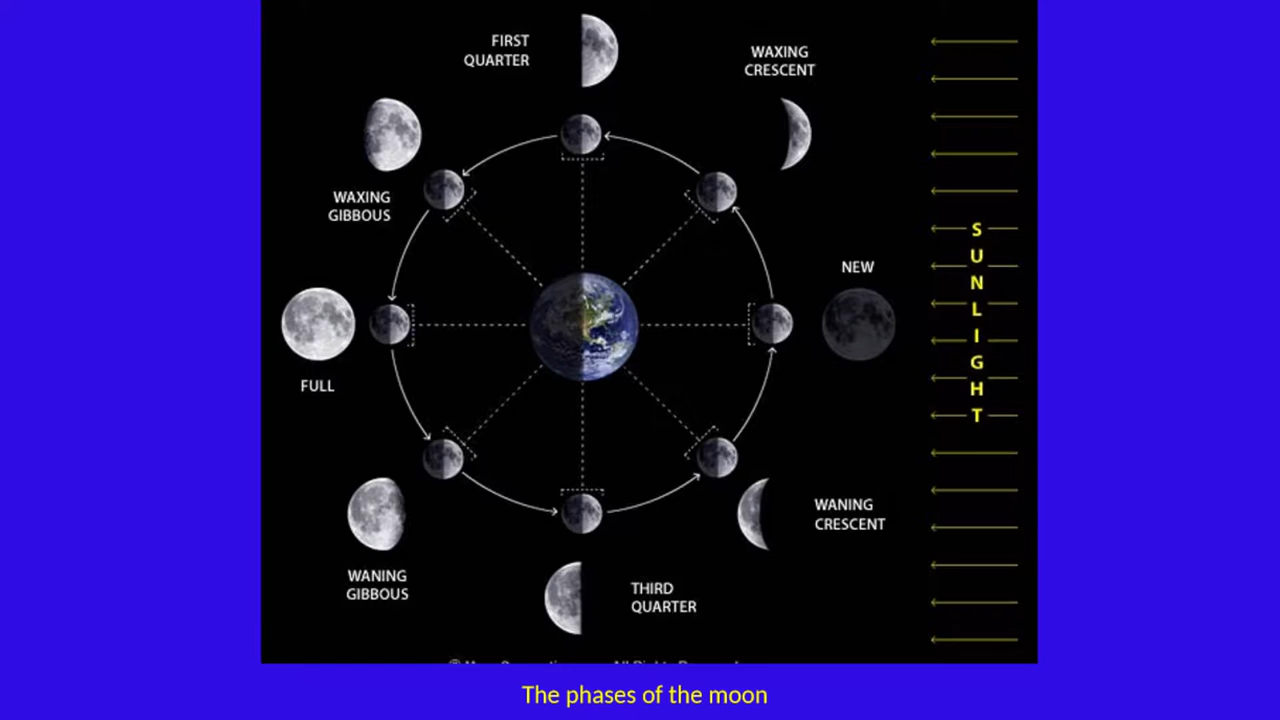 FIRST
QUARTER
WAXING
CRESCENT
WAXING
GIBBOUS
NEW
SUNLIGHT
FULL
WANING
CRESCENT
WANING
GIBBOUS
THIRD
QUARTER
The phases of the moon